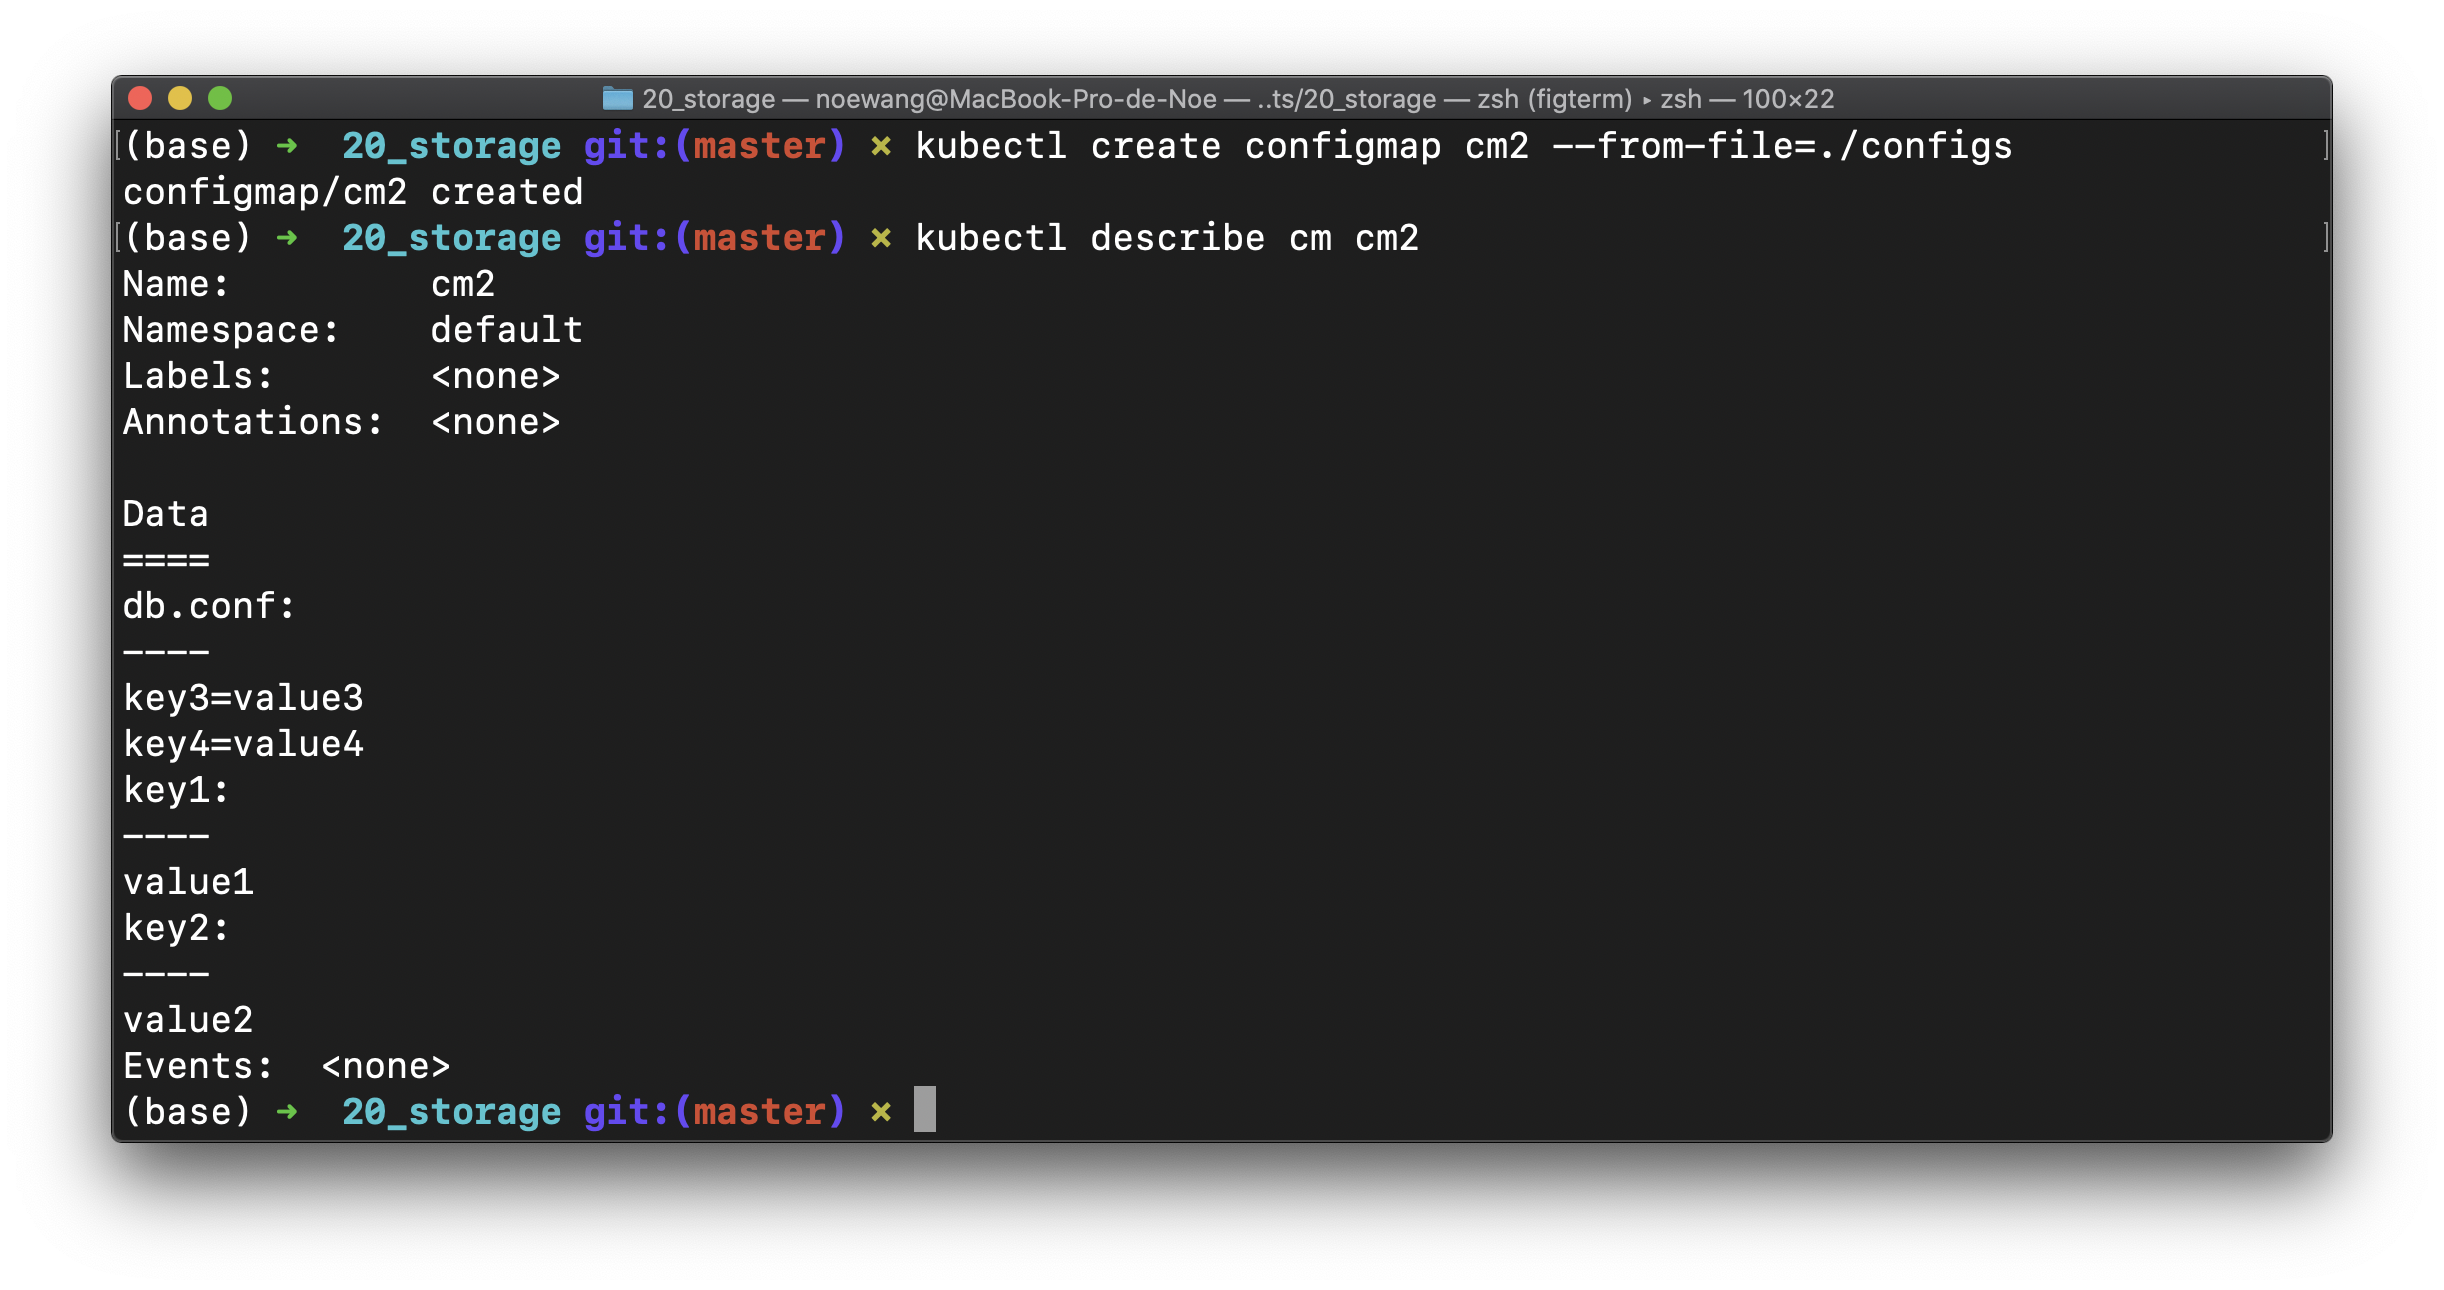 20_storage — noewang@MacBook-Pro-de-Noe — ..ts/20_storage — zsh (figterm) ▸ zsh — 100×22
[(base) ➜  20_storage git:(master) ✗ kubectl create configmap cm2 --from-file=./configs ]
configmap/cm2 created
[(base) ➜  20_storage git:(master) ✗ kubectl describe cm cm2 ]
Name:         cm2
Namespace:    default
Labels:       <none>
Annotations:  <none>

Data
====
db.conf:
----
key3=value3
key4=value4
key1:
----
value1
key2:
----
value2
Events:  <none>
(base) ➜  20_storage git:(master) ✗